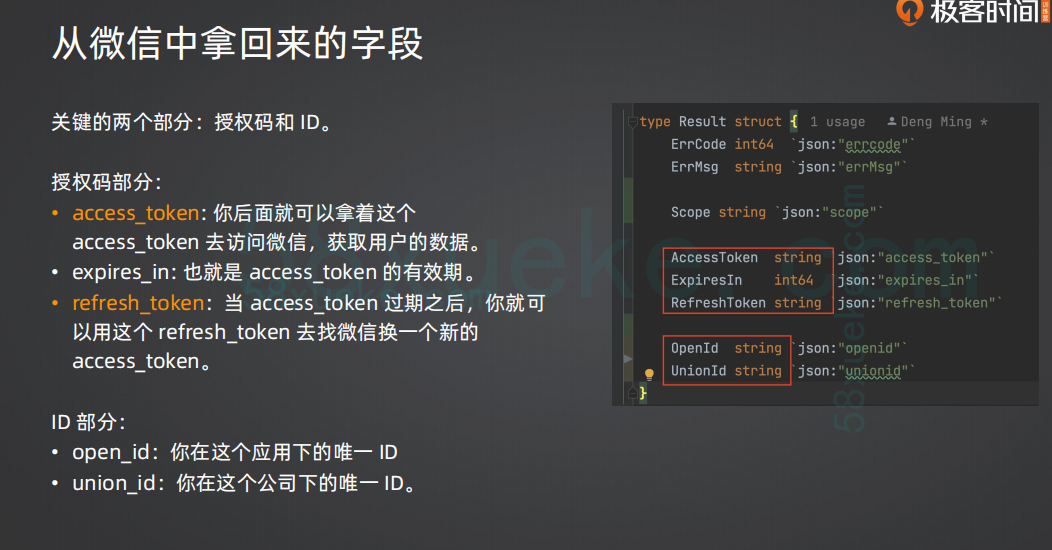 极客时间 训练营
从微信中拿回来的字段
关键的两个部分：授权码和 ID。
授权码部分：
• access_token: 你后面就可以拿着这个
access_token 去访问微信，获取用户的数据。
• expires_in: 也就是 access_token 的有效期。
• refresh_token：当 access_token 过期之后，你就可
以用这个 refresh_token 去找微信换一个新的
access_token。
ID 部分：
• open_id：你在这个应用下的唯一 ID
• union_id：你在这个公司下的唯一 ID。
type Result struct { 1 usage Deng Ming *
ErrCode int64 `json:"errcode"`
ErrMsg string `json:"errMsg"`
Scope string `json:"scope"`
AccessToken string `json:"access_token"`
ExpiresIn int64 `json:"expires_in"`
RefreshToken string `json:"refresh_token"`
OpenId string `json:"openid"`
UnionId string `json:"unionid"`
}